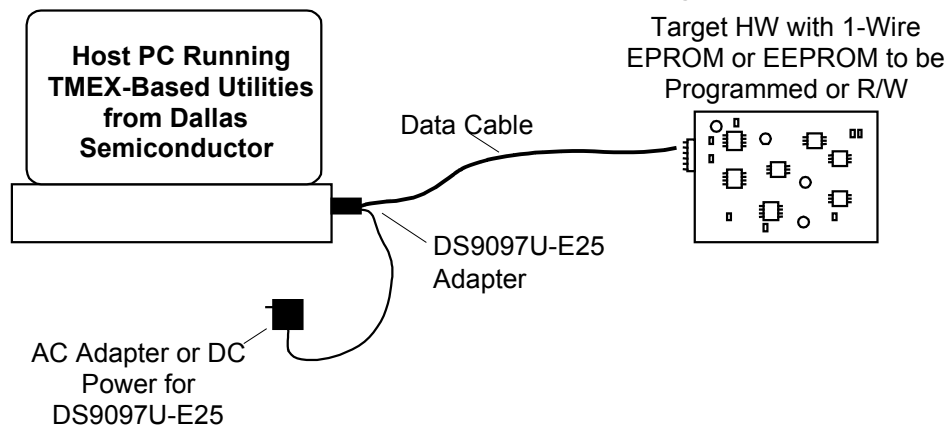 Host PC Running
TMEX-Based Utilities
from Dallas
Semiconductor
Target HW with 1-Wire
EPROM or EEPROM to be
Programmed or R/W
Data Cable
DS9097U-E25
Adapter
AC Adapter or DC
Power for
DS9097U-E25